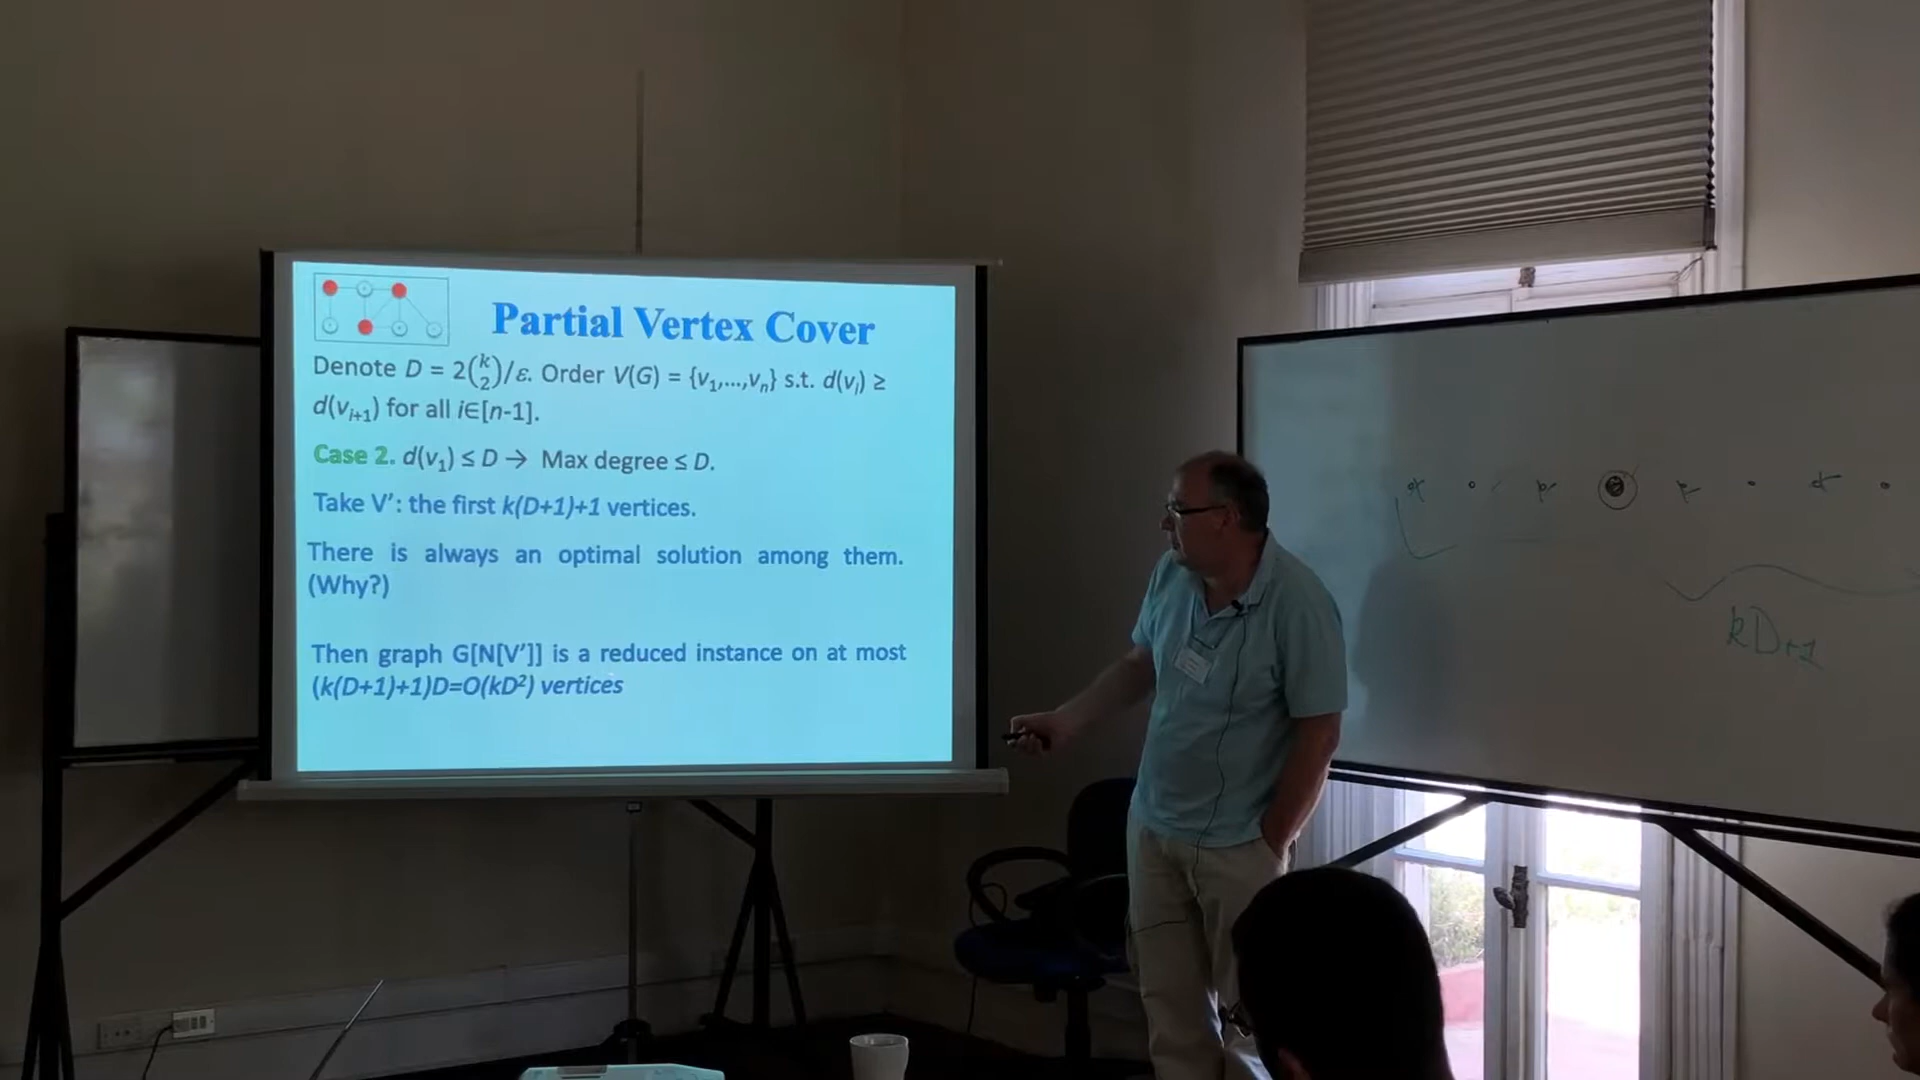 Partial Vertex Cover
Denote D = 2(k 2)/ε. Order V(G) = {v₁,...,vₙ} s.t. d(vᵢ) ≥
d(vᵢ₊₁) for all i∈[n-1].
Case 2. d(v₁) ≤ D → Max degree ≤ D.
Take V': the first k(D+1)+1 vertices.
There is always an optimal solution among them.
(Why?)
Then graph G[N[V']] is a reduced instance on at most
(k(D+1)+1)D=O(kD²) vertices
kD+1